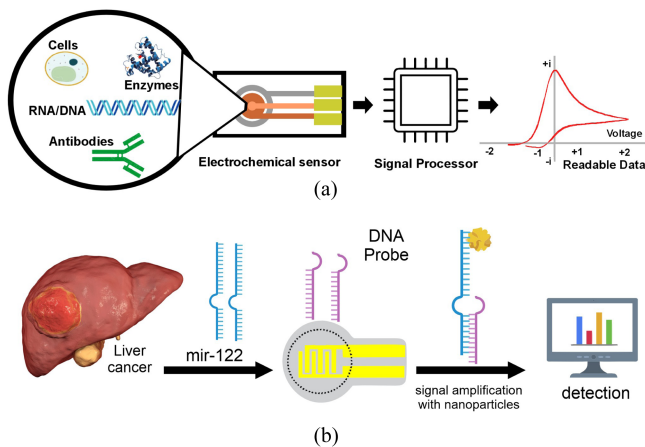 Cells
Enzymes
RNA/DNA
Antibodies
Electrochemical sensor
Signal Processor
+i
Voltage
-2 -1 +1 +2
-i
Readable Data
(a)
DNA
Probe
Liver
cancer
mir-122
signal amplification
with nanoparticles
detection
(b)